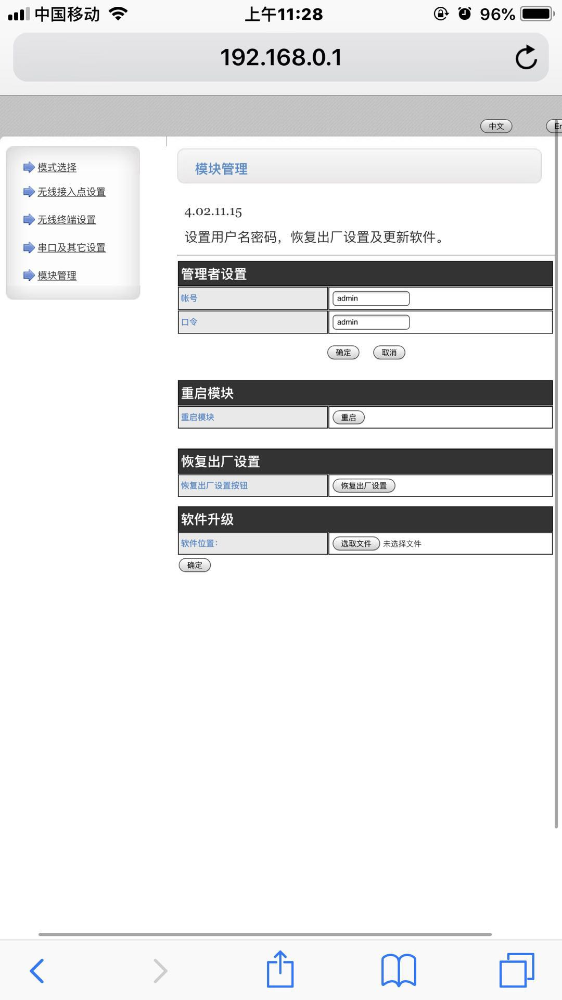 中国移动 上午11:28 96%
192.168.0.1
中文
模式选择
无线接入点设置
无线终端设置
串口及其它设置
模块管理
模块管理
4.02.11.15
设置用户名密码，恢复出厂设置及更新软件。
管理者设置
帐号 admin
口令 admin
确定 取消
重启模块
重启模块 重启
恢复出厂设置
恢复出厂设置按钮 恢复出厂设置
软件升级
软件位置： 选取文件 未选择文件
确定